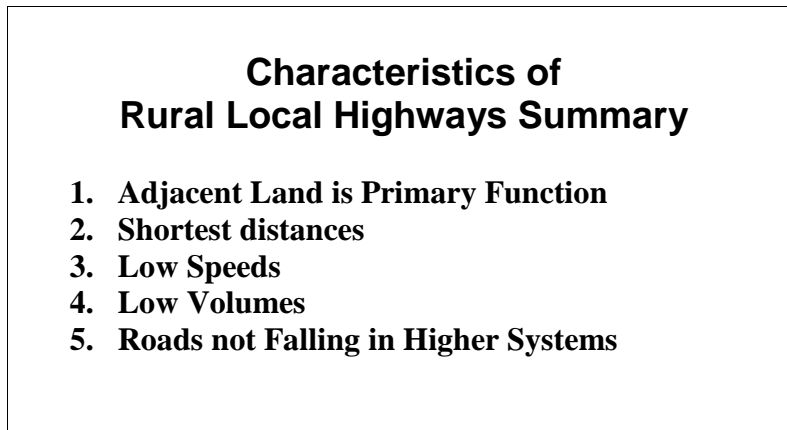 Characteristics of
Rural Local Highways Summary
1. Adjacent Land is Primary Function
2. Shortest distances
3. Low Speeds
4. Low Volumes
5. Roads not Falling in Higher Systems